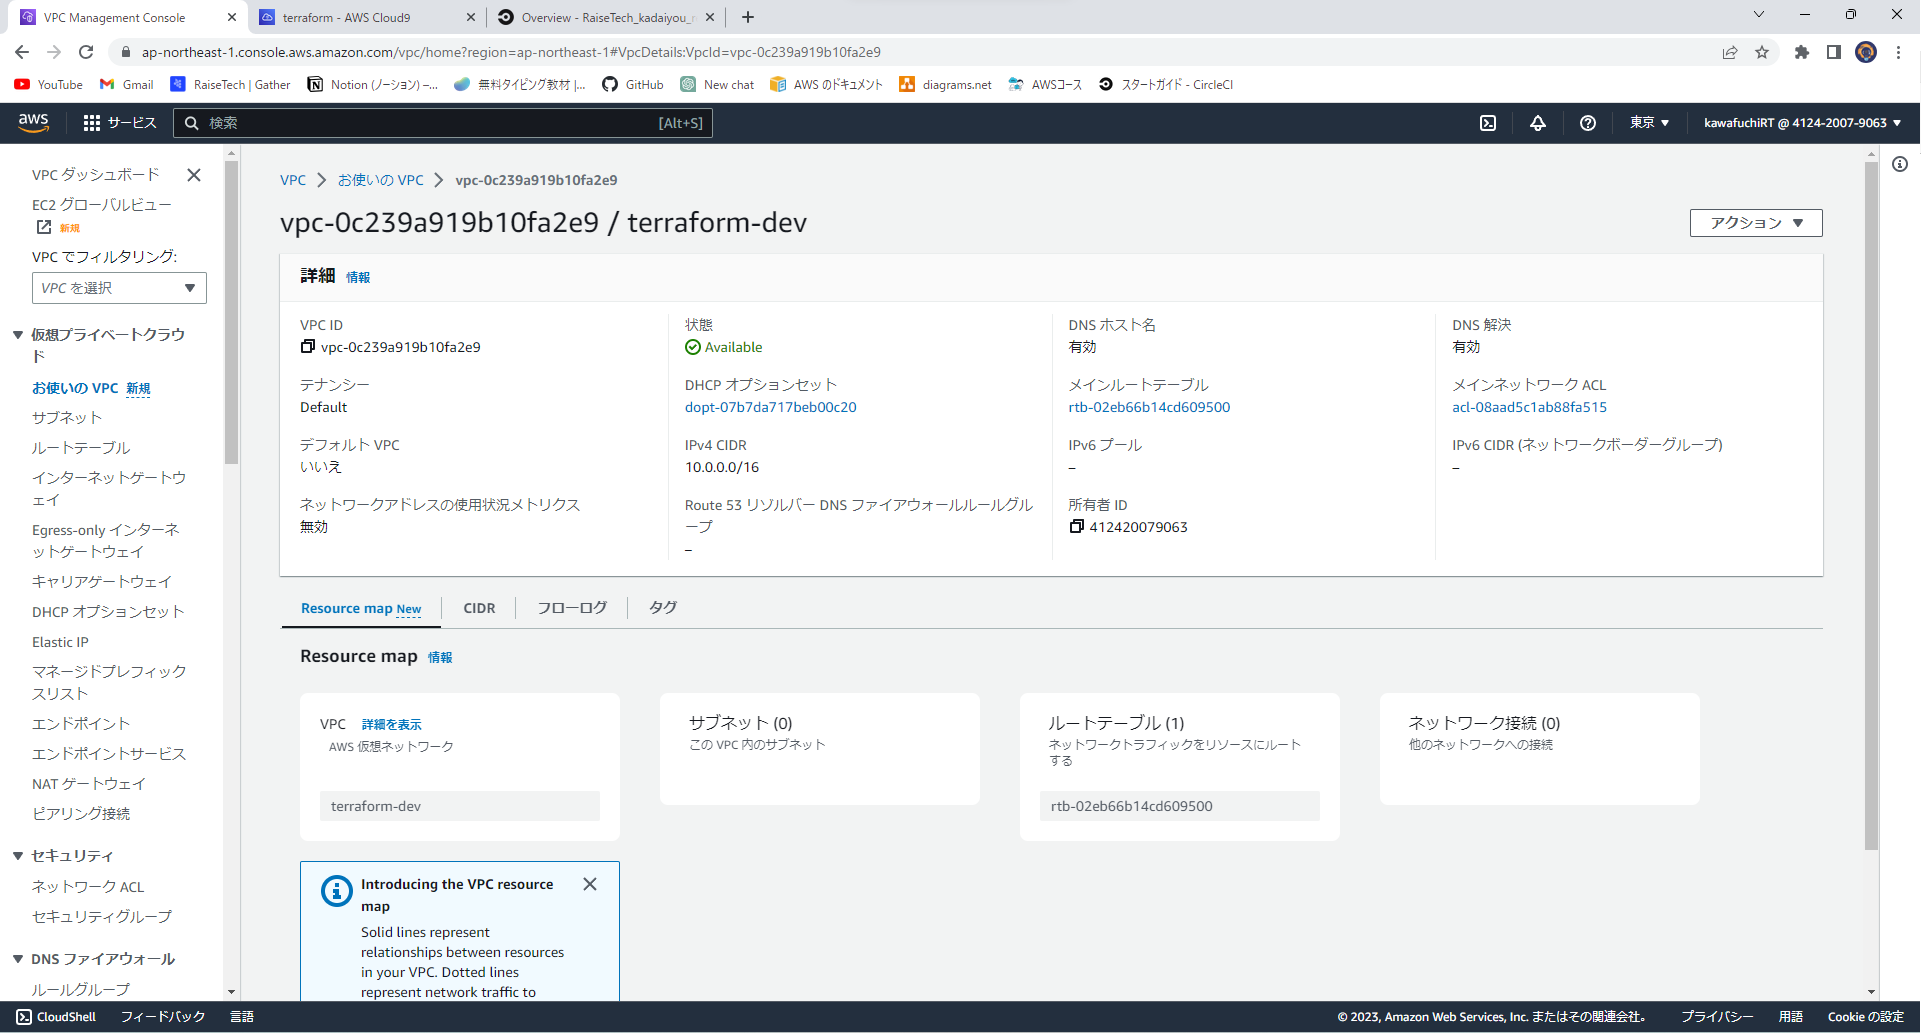 VPC Management Console
terraform - AWS Cloud9
Overview - RaiseTech_kadaiyou_
ap-northeast-1.console.aws.amazon.com/vpc/home?region=ap-northeast-1#VpcDetails:VpcId=vpc-0c239a919b10fa2e9
YouTube
Gmail
RaiseTech | Gather
Notion (ノーション) –...
無料タイピング教材 |...
GitHub
New chat
AWS のドキュメント
diagrams.net
AWSコース
スタートガイド - CircleCI
aws
サービス
検索
[Alt+S]
東京
kawafuchiRT @ 4124-2007-9063
VPC ダッシュボード
EC2 グローバルビュー
新規
VPC でフィルタリング:
VPC を選択
仮想プライベートクラウ
ド
お使いの VPC 新規
サブネット
ルートテーブル
インターネットゲートウ
ェイ
Egress-only インターネ
ットゲートウェイ
キャリアゲートウェイ
DHCP オプションセット
Elastic IP
マネージドプレフィック
スリスト
エンドポイント
エンドポイントサービス
NAT ゲートウェイ
ピアリング接続
セキュリティ
ネットワーク ACL
セキュリティグループ
DNS ファイアウォール
ルールグループ
VPC
お使いの VPC
vpc-0c239a919b10fa2e9
vpc-0c239a919b10fa2e9 / terraform-dev
アクション
詳細 情報
VPC ID
vpc-0c239a919b10fa2e9
状態
Available
DNS ホスト名
有効
DNS 解決
有効
テナンシー
Default
DHCP オプションセット
dopt-07b7da717beb00c20
メインルートテーブル
rtb-02eb66b14cd609500
メインネットワーク ACL
acl-08aad5c1ab88fa515
デフォルト VPC
いいえ
IPv4 CIDR
10.0.0.0/16
IPv6 プール
–
IPv6 CIDR (ネットワークボーダーグループ)
–
ネットワークアドレスの使用状況メトリクス
無効
Route 53 リゾルバー DNS ファイアウォールルールグル
ープ
–
所有者 ID
412420079063
Resource map New
CIDR
フローログ
タグ
Resource map 情報
VPC 詳細を表示
AWS 仮想ネットワーク
terraform-dev
サブネット (0)
この VPC 内のサブネット
ルートテーブル (1)
ネットワークトラフィックをリソースにルート
する
rtb-02eb66b14cd609500
ネットワーク接続 (0)
他のネットワークへの接続
Introducing the VPC resource
map
Solid lines represent
relationships between resources
in your VPC. Dotted lines
represent network traffic to
CloudShell
フィードバック
言語
© 2023, Amazon Web Services, Inc. またはその関連会社。
プライバシー
用語
Cookie の設定